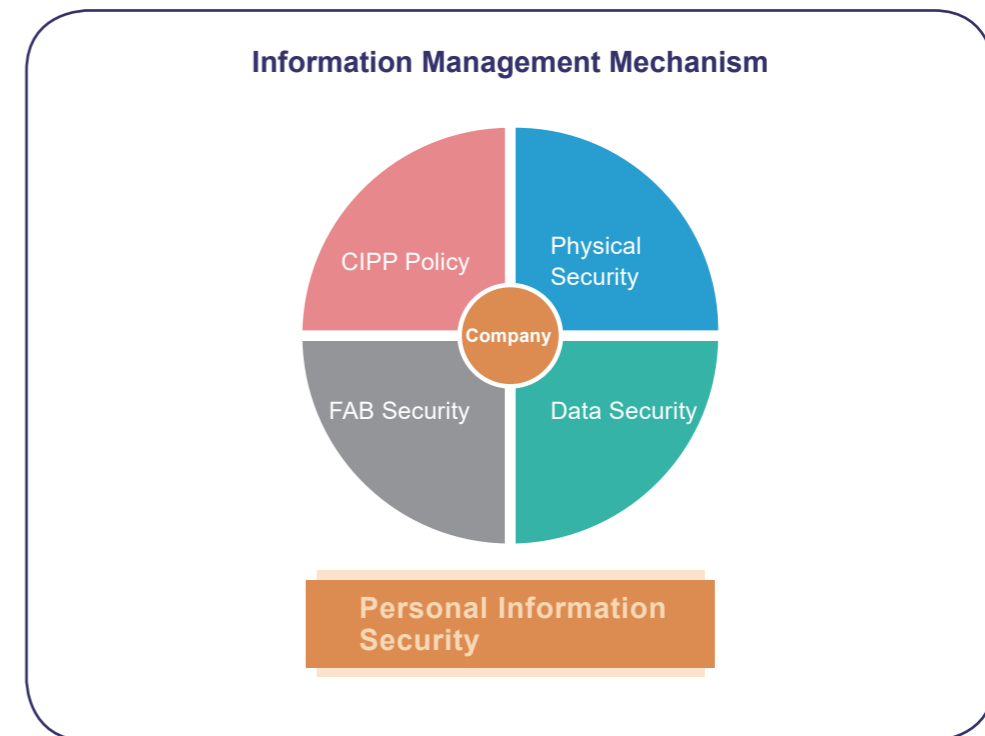 Information Management Mechanism
CIPP Policy
Physical
Security
Company
FAB Security
Data Security
Personal Information
Security